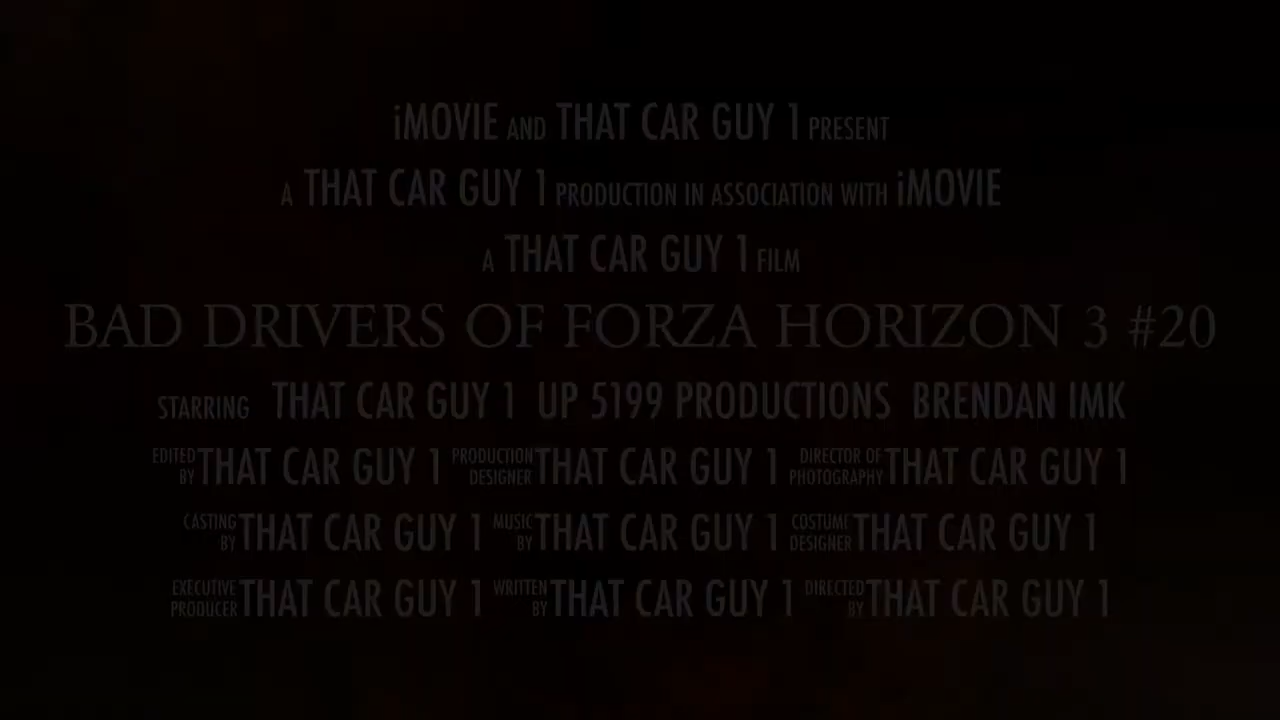 iMOVIE AND THAT CAR GUY 1 PRESENT
A THAT CAR GUY 1 PRODUCTION IN ASSOCIATION WITH iMOVIE
A THAT CAR GUY 1 FILM
BAD DRIVERS OF FORZA HORIZON 3 #20
STARRING THAT CAR GUY 1 UP 5199 PRODUCTIONS BRENDAN IMK
EDITED BY THAT CAR GUY 1 PRODUCTION DESIGNER THAT CAR GUY 1 DIRECTOR OF PHOTOGRAPHY THAT CAR GUY 1
CASTING BY THAT CAR GUY 1 MUSIC BY THAT CAR GUY 1 COSTUME DESIGNER THAT CAR GUY 1
EXECUTIVE PRODUCER THAT CAR GUY 1 WRITTEN BY THAT CAR GUY 1 DIRECTED BY THAT CAR GUY 1